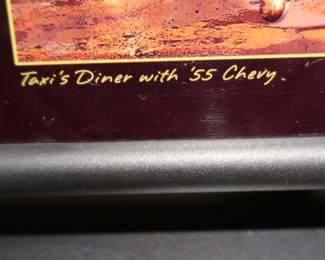 Taxi's Diner with '55 Chevy